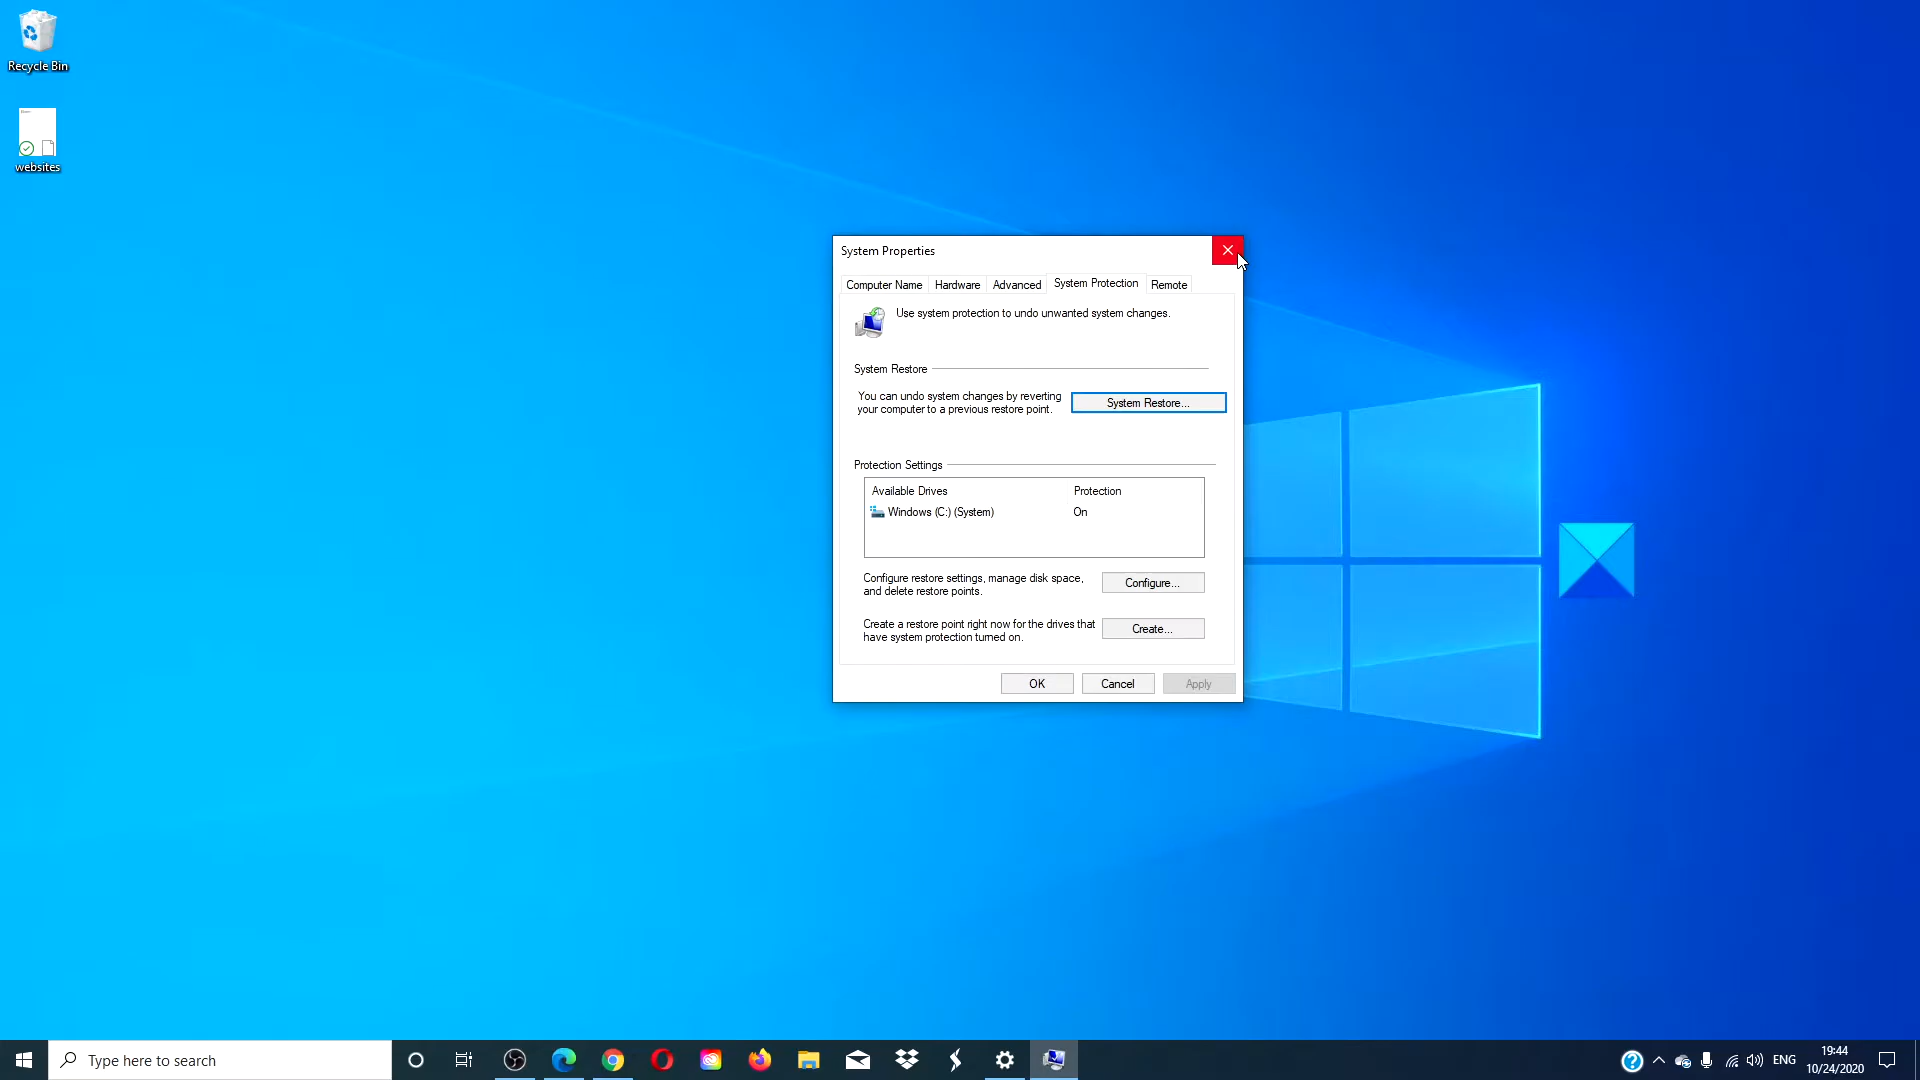 Recycle Bin
websites
System Properties
Computer Name
Hardware
Advanced
System Protection
Remote
Use system protection to undo unwanted system changes.
System Restore
You can undo system changes by reverting
your computer to a previous restore point.
System Restore...
Protection Settings
Available Drives
Protection
Windows (C:) (System)
On
Configure restore settings, manage disk space,
and delete restore points.
Configure...
Create a restore point right now for the drives that
have system protection turned on.
Create...
OK
Cancel
Apply
Type here to search
ENG
19:44
10/24/2020